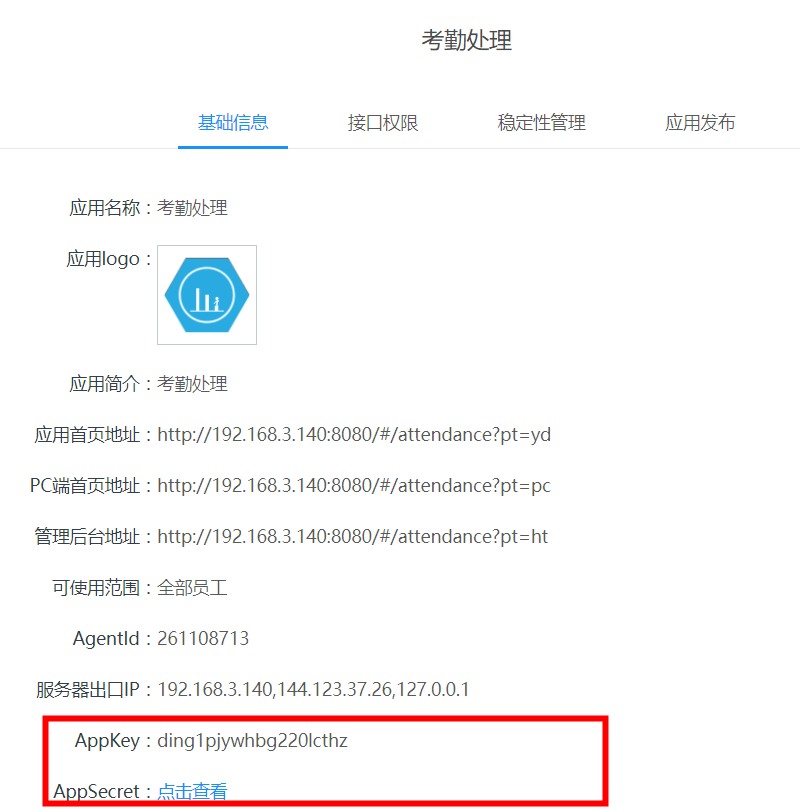 考勤处理
基础信息 接口权限 稳定性管理 应用发布
应用名称：考勤处理
应用logo：
应用简介：考勤处理
应用首页地址：http://192.168.3.140:8080/#/attendance?pt=yd
PC端首页地址：http://192.168.3.140:8080/#/attendance?pt=pc
管理后台地址：http://192.168.3.140:8080/#/attendance?pt=ht
可使用范围：全部员工
AgentId：261108713
服务器出口IP：192.168.3.140,144.123.37.26,127.0.0.1
AppKey：ding1pjywhbg220lcthz
AppSecret：点击查看